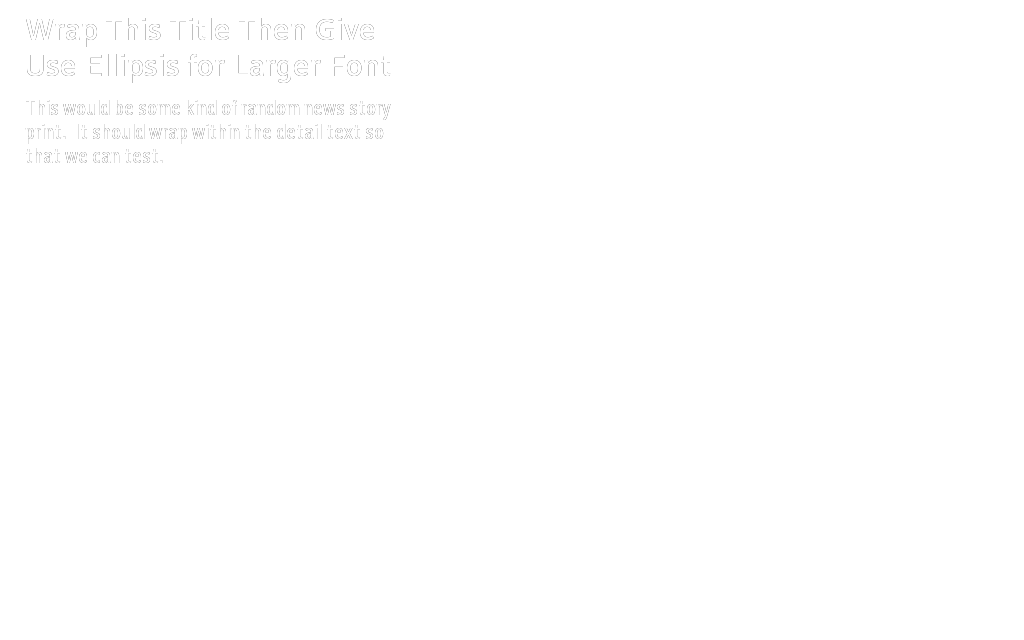 Wrap This Title Then Give
Use Ellipsis for Larger Font
This would be some kind of random news story
print.  It should wrap within the detail text so
that we can test.